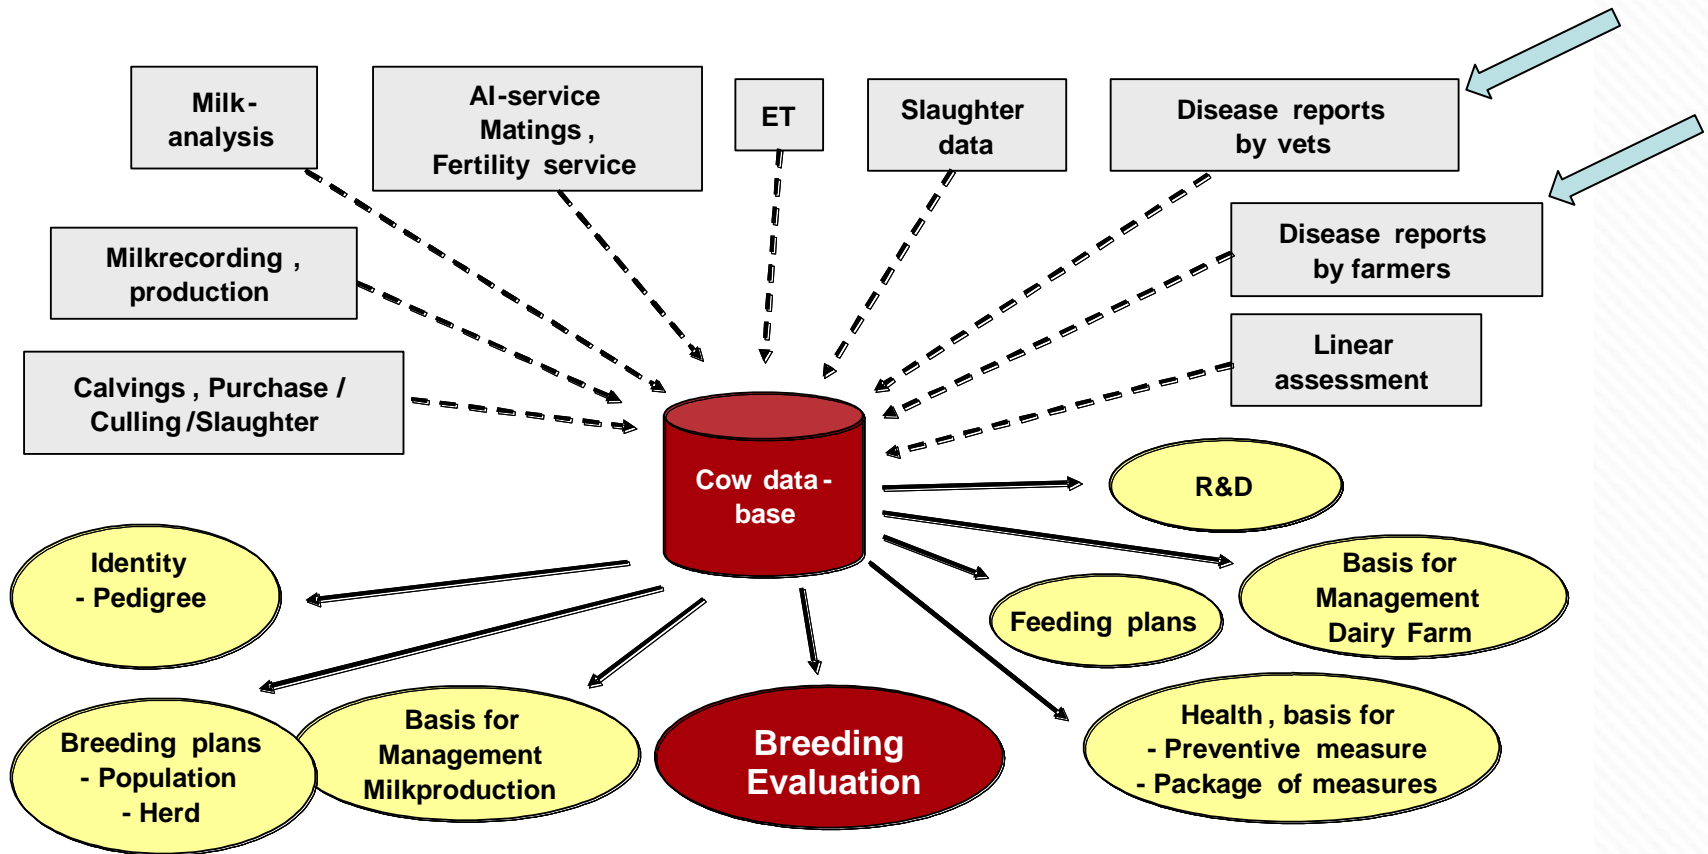 Milk-
analysis
AI-service
Matings,
Fertility service
ET
Slaughter
data
Disease reports
by vets
Milkrecording,
production
Disease reports
by farmers
Calvings, Purchase /
Culling/Slaughter
Linear
assessment
Cow data-
base
R&D
Identity
- Pedigree
Feeding plans
Basis for
Management
Dairy Farm
Breeding plans
- Population
- Herd
Basis for
Management
Milkproduction
Breeding
Evaluation
Health, basis for
- Preventive measure
- Package of measures